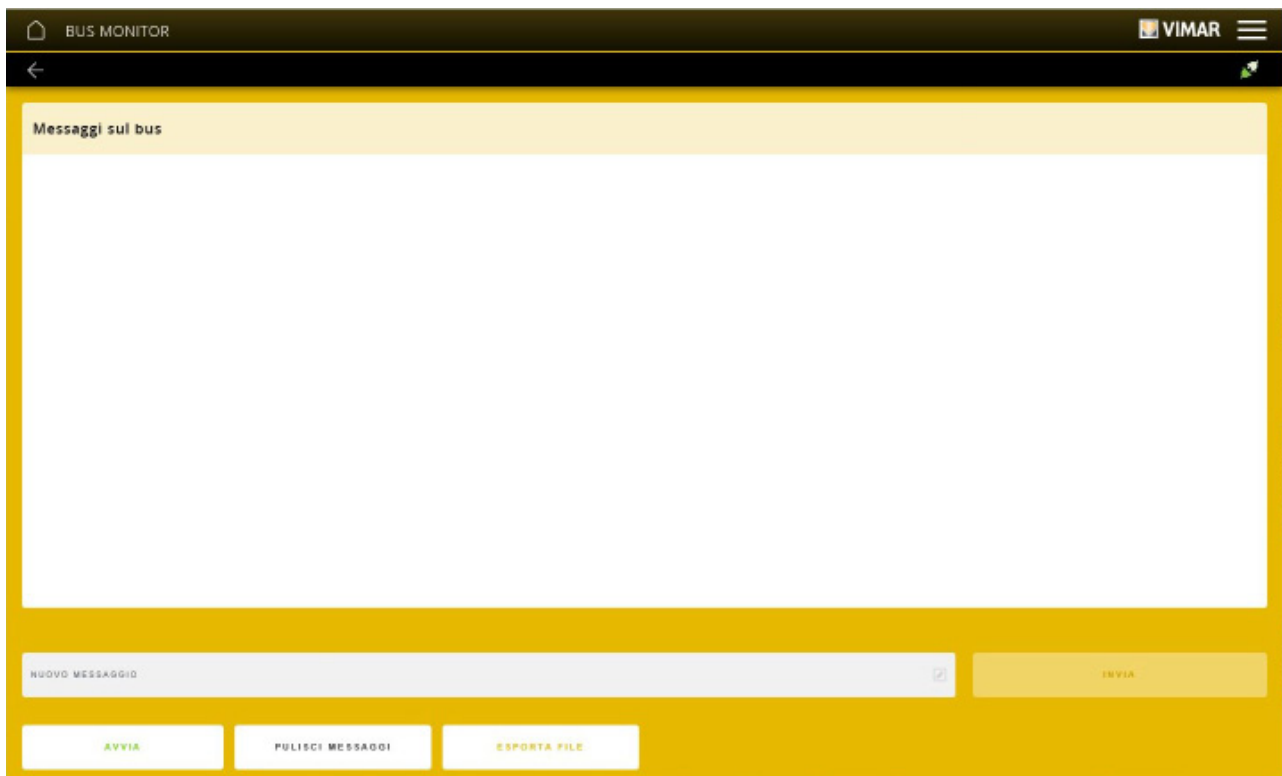 BUS MONITOR
VIMAR
Messaggi sul bus
NUOVO MESSAGGIO
INVIA
AVVIA
PULISCI MESSAGGI
ESPORTA FILE